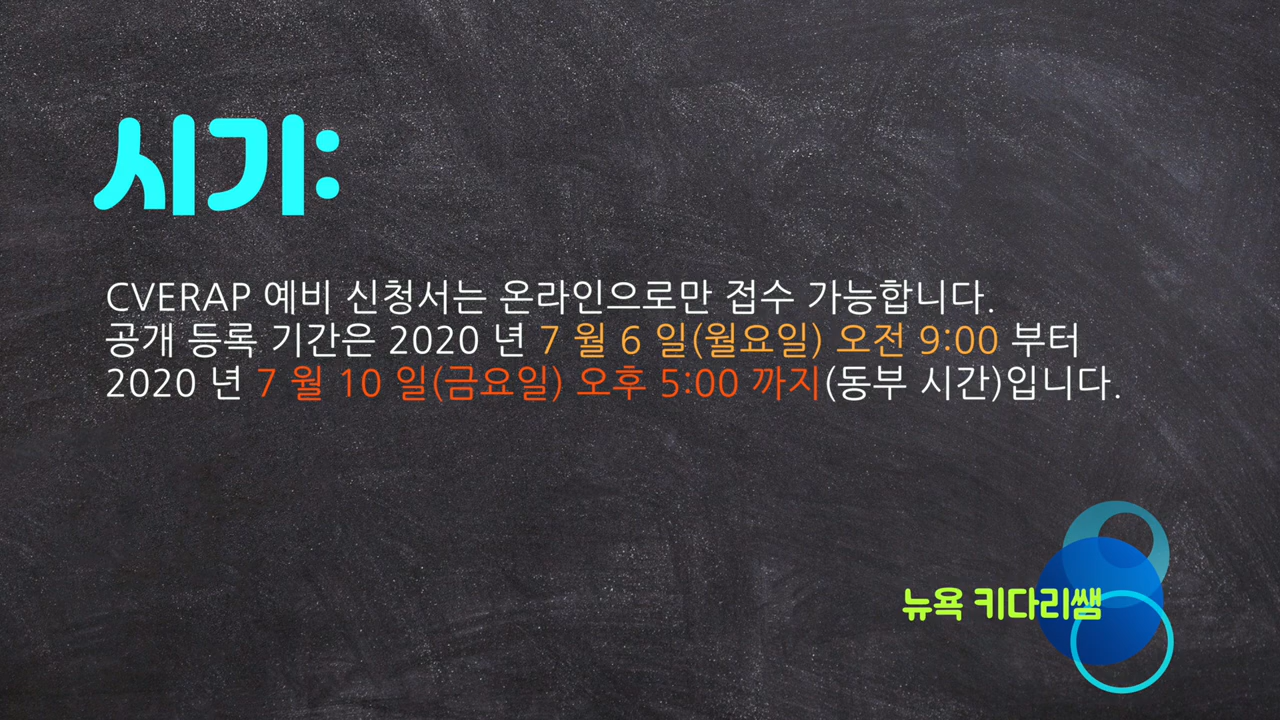 시기:
CVERAP 예비 신청서는 온라인으로만 접수 가능합니다.
공개 등록 기간은 2020 년 7 월 6 일(월요일) 오전 9:00 부터
2020 년 7 월 10 일(금요일) 오후 5:00 까지(동부 시간)입니다.
뉴욕 키다리쌤